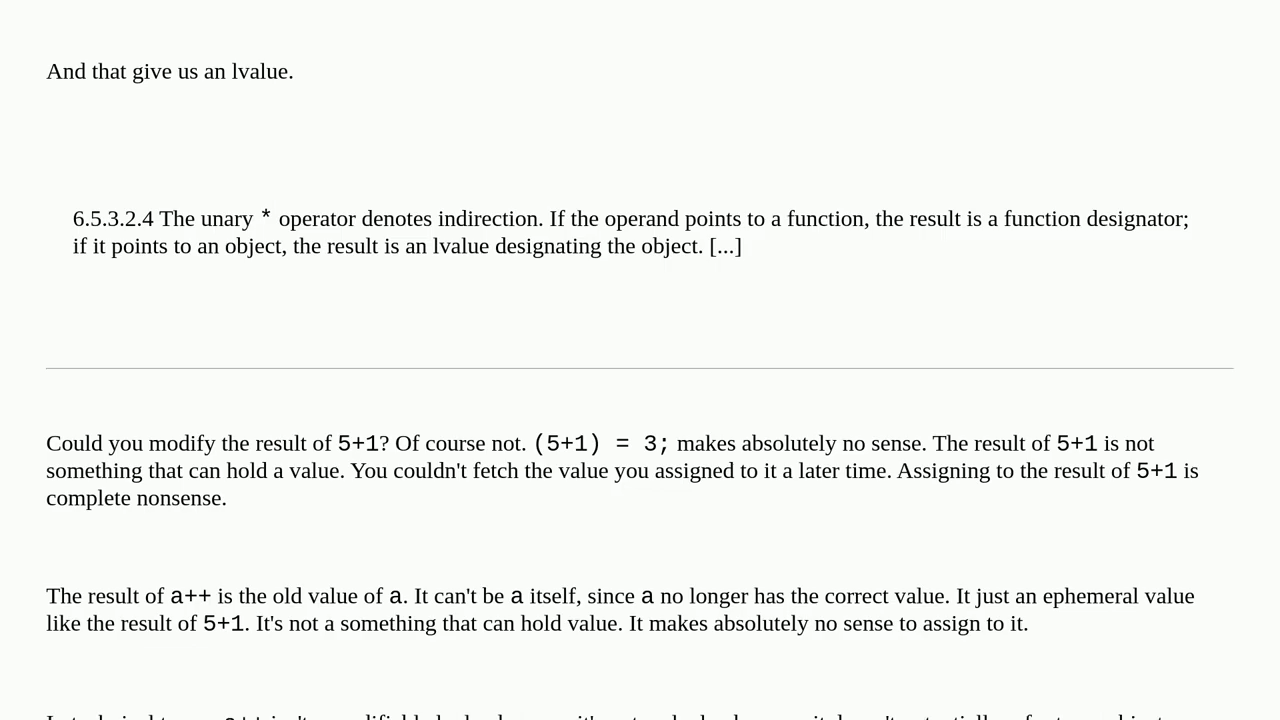 And that give us an lvalue.
6.5.3.2.4 The unary * operator denotes indirection. If the operand points to a function, the result is a function designator;
if it points to an object, the result is an lvalue designating the object. [...]
Could you modify the result of 5+1? Of course not. (5+1) = 3; makes absolutely no sense. The result of 5+1 is not
something that can hold a value. You couldn't fetch the value you assigned to it a later time. Assigning to the result of 5+1 is
complete nonsense.
The result of a++ is the old value of a. It can't be a itself, since a no longer has the correct value. It just an ephemeral value
like the result of 5+1. It's not a something that can hold value. It makes absolutely no sense to assign to it.